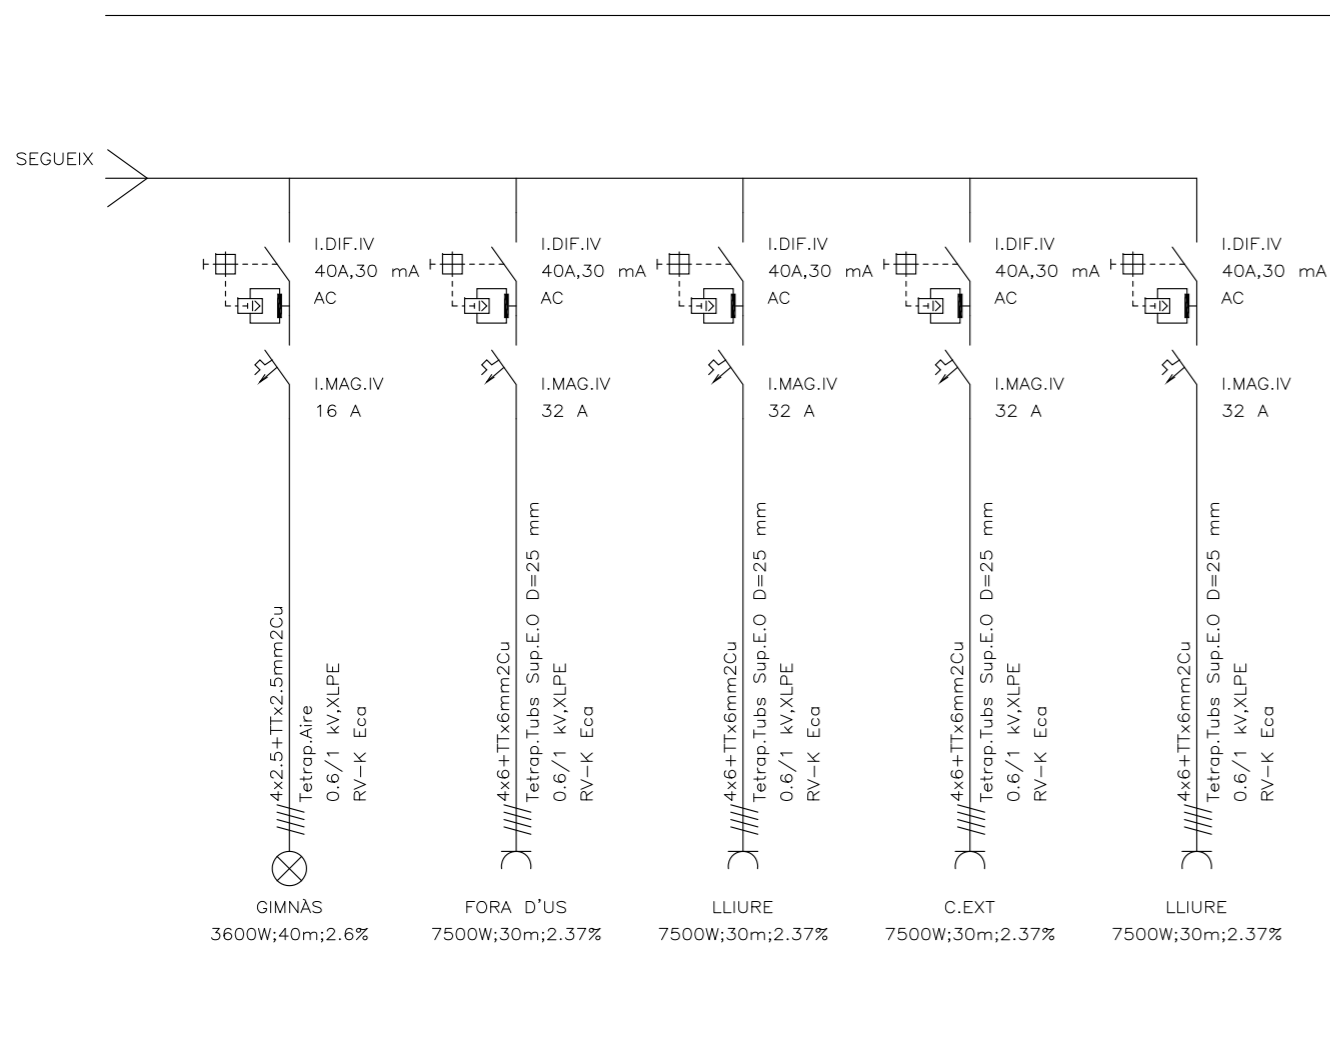 SEGUEIX
I.DIF.IV
40A,30 mA
AC
I.MAG.IV
16 A
4x2.5+TTx2.5mm2Cu
Tetrap.Aire
0.6/1 kV,XLPE
RV-K Eca
GIMNÀS
3600W;40m;2.6%
I.DIF.IV
40A,30 mA
AC
I.MAG.IV
32 A
4x6+TTx6mm2Cu
Tetrap.Tubs Sup.E.O D=25 mm
0.6/1 kV,XLPE
RV-K Eca
FORA D'US
7500W;30m;2.37%
I.DIF.IV
40A,30 mA
AC
I.MAG.IV
32 A
4x6+TTx6mm2Cu
Tetrap.Tubs Sup.E.O D=25 mm
0.6/1 kV,XLPE
RV-K Eca
LLIURE
7500W;30m;2.37%
I.DIF.IV
40A,30 mA
AC
I.MAG.IV
32 A
4x6+TTx6mm2Cu
Tetrap.Tubs Sup.E.O D=25 mm
0.6/1 kV,XLPE
RV-K Eca
C.EXT
7500W;30m;2.37%
I.DIF.IV
40A,30 mA
AC
I.MAG.IV
32 A
4x6+TTx6mm2Cu
Tetrap.Tubs Sup.E.O D=25 mm
0.6/1 kV,XLPE
RV-K Eca
LLIURE
7500W;30m;2.37%